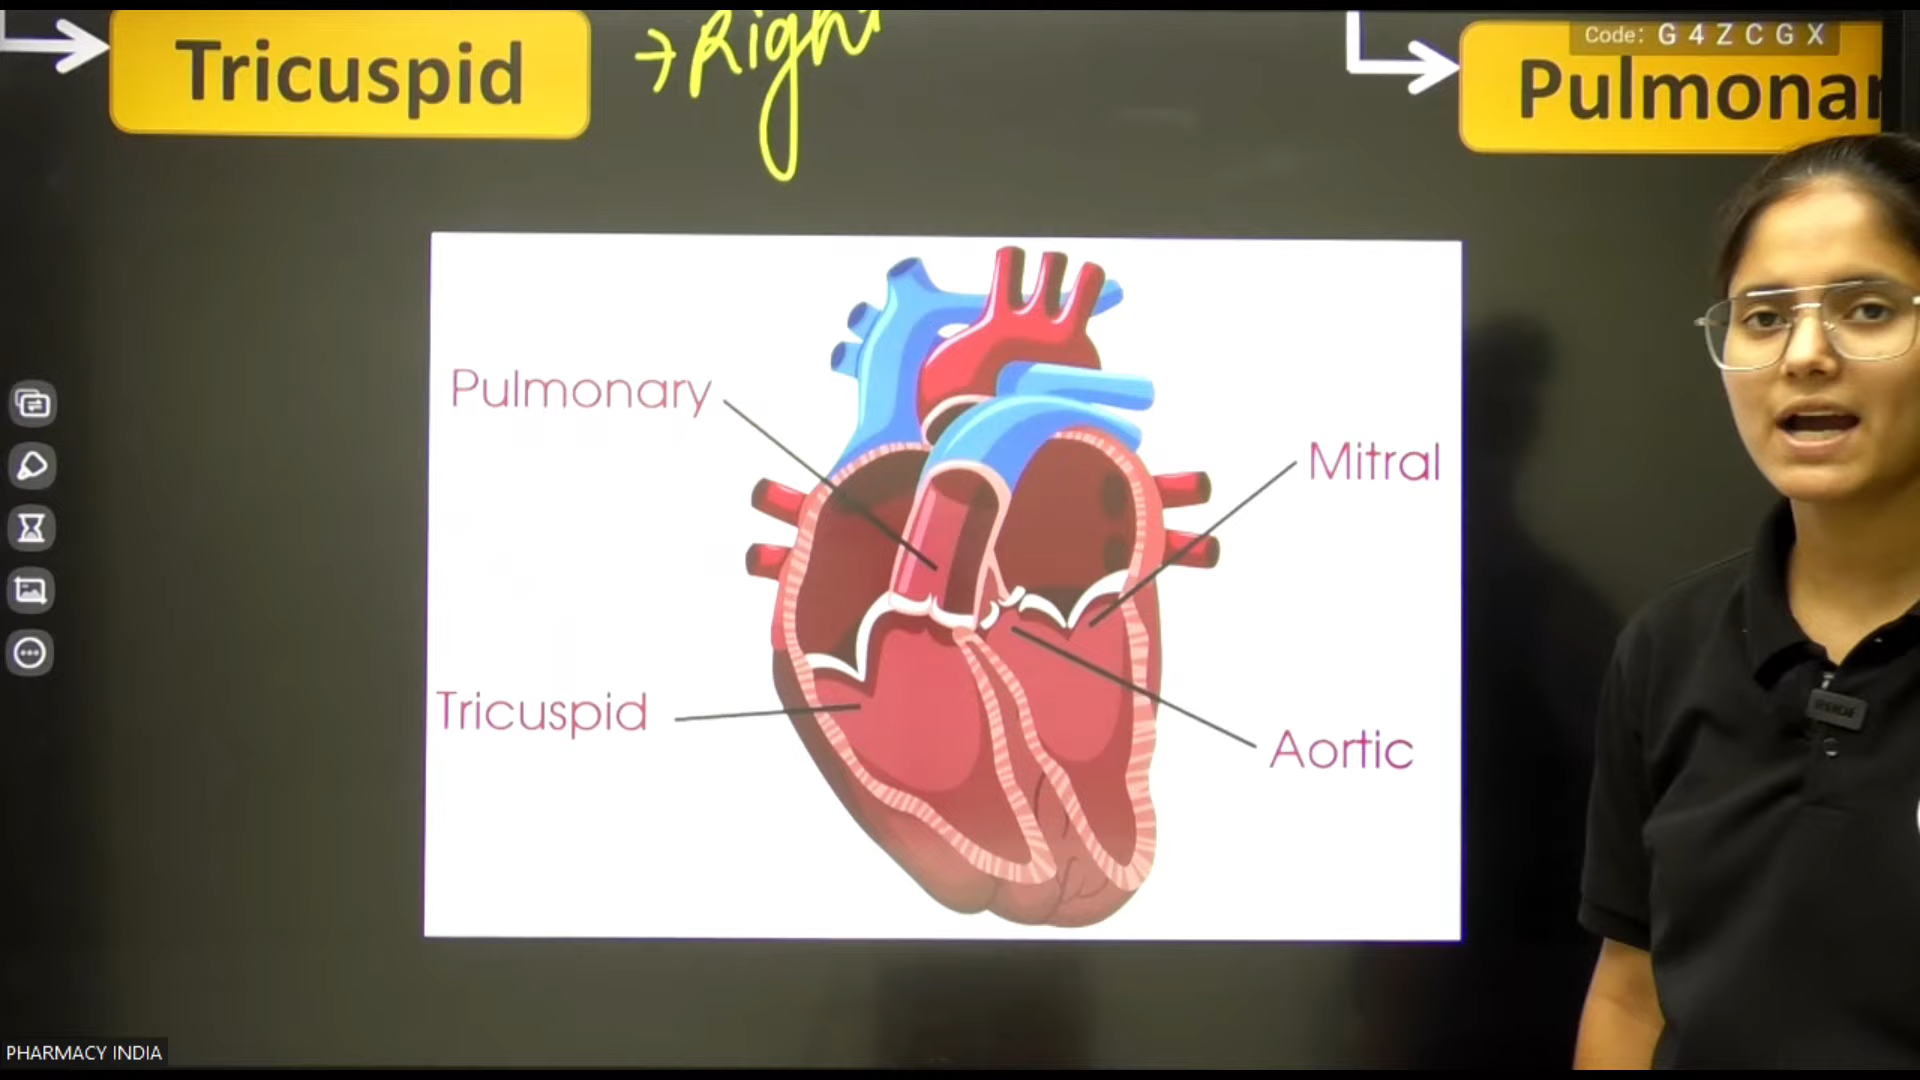 Code: G 4 Z C G X
Tricuspid
→ Right
Pulmonar
Pulmonary
Mitral
Tricuspid
Aortic
PHARMACY INDIA